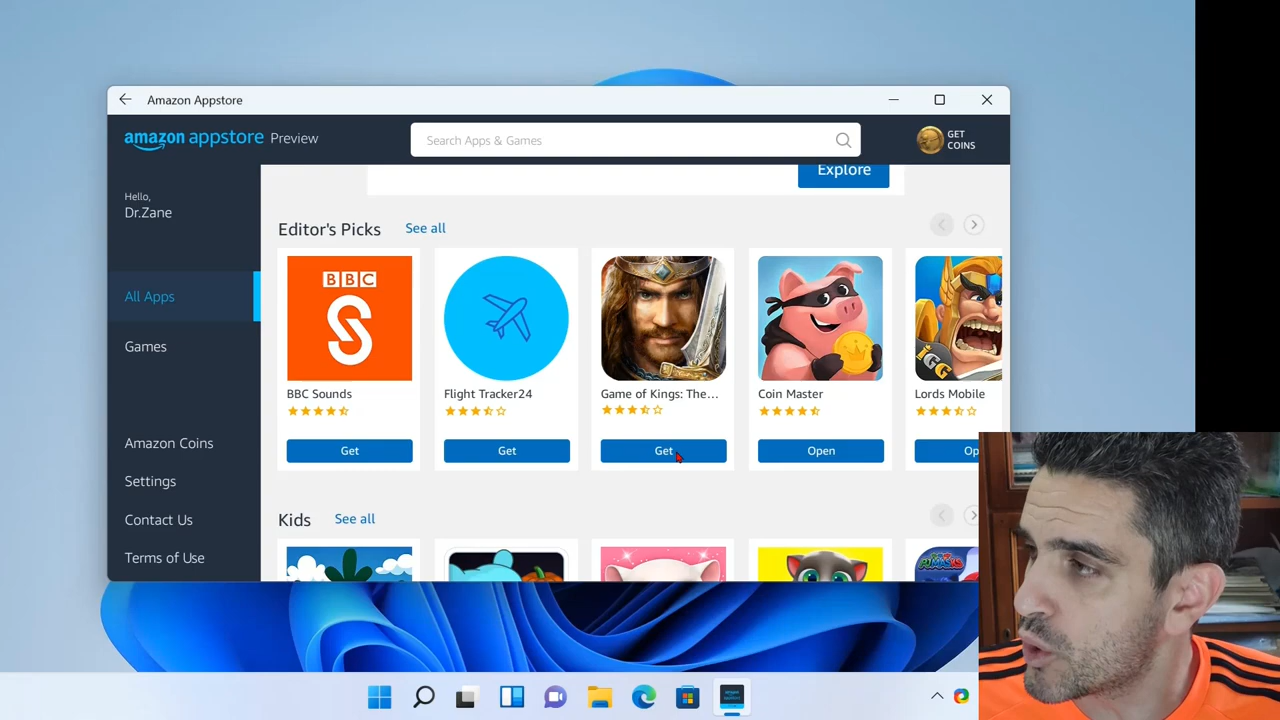 Amazon Appstore
amazon appstore Preview
Search Apps & Games
GET
COINS
Explore
Hello,
Dr.Zane
All Apps
Games
Amazon Coins
Settings
Contact Us
Terms of Use
Editor's Picks See all
BBC
S
IGG
BBC Sounds
Flight Tracker24
Game of Kings: The...
Coin Master
Lords Mobile
Get
Get
Get
Open
Op
Kids See all